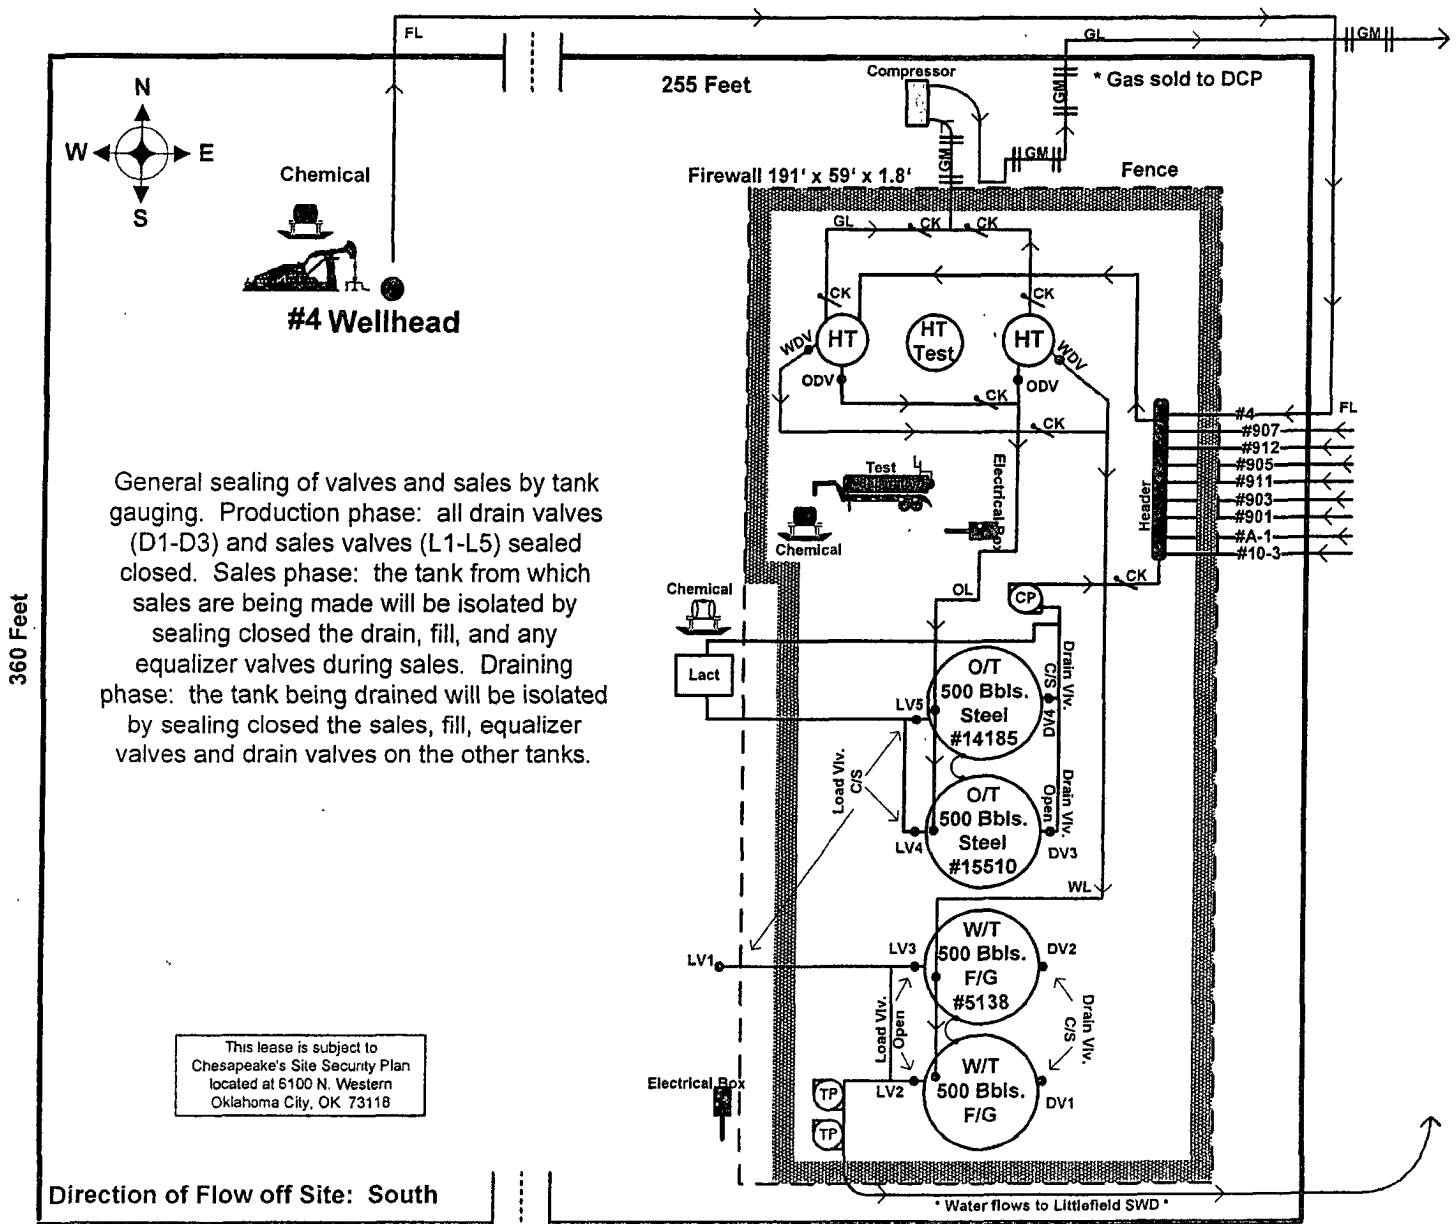 FL
GL
GM
255 Feet
Compressor
GM
* Gas sold to DCP
N
W E
S
GM
GM
Chemical
Firewall 191' x 59' x 1.8'
Fence
GL
CK
CK
#4 Wellhead
CK
CK
WDV
HT
HT
Test
HT
WDV
ODV
ODV
CK
CK
#4
FL
#907
#912
#905
#911
#903
#901
#A-1
#10-3
Header
General sealing of valves and sales by tank
gauging. Production phase: all drain valves
(D1-D3) and sales valves (L1-L5) sealed
closed. Sales phase: the tank from which
sales are being made will be isolated by
sealing closed the drain, fill, and any
equalizer valves during sales. Draining
phase: the tank being drained will be isolated
by sealing closed the sales, fill, equalizer
valves and drain valves on the other tanks.
360 Feet
Test
Electrical Box
Chemical
Chemical
OL
CP
CK
Lact
LV5
O/T
500 Bbls.
Steel
#14185
Drain Vlv.
C/S
DV4
Load Vlv.
C/S
LV4
O/T
500 Bbls.
Steel
#15510
Drain Vlv.
Open
DV3
WL
LV1
LV3
W/T
500 Bbls.
F/G
#5138
DV2
Load Vlv.
Open
Drain Vlv.
C/S
LV2
W/T
500 Bbls.
F/G
DV1
This lease is subject to
Chesapeake's Site Security Plan
located at 6100 N. Western
Oklahoma City, OK 73118
Electrical Box
TP
TP
Direction of Flow off Site: South
* Water flows to Littlefield SWD *